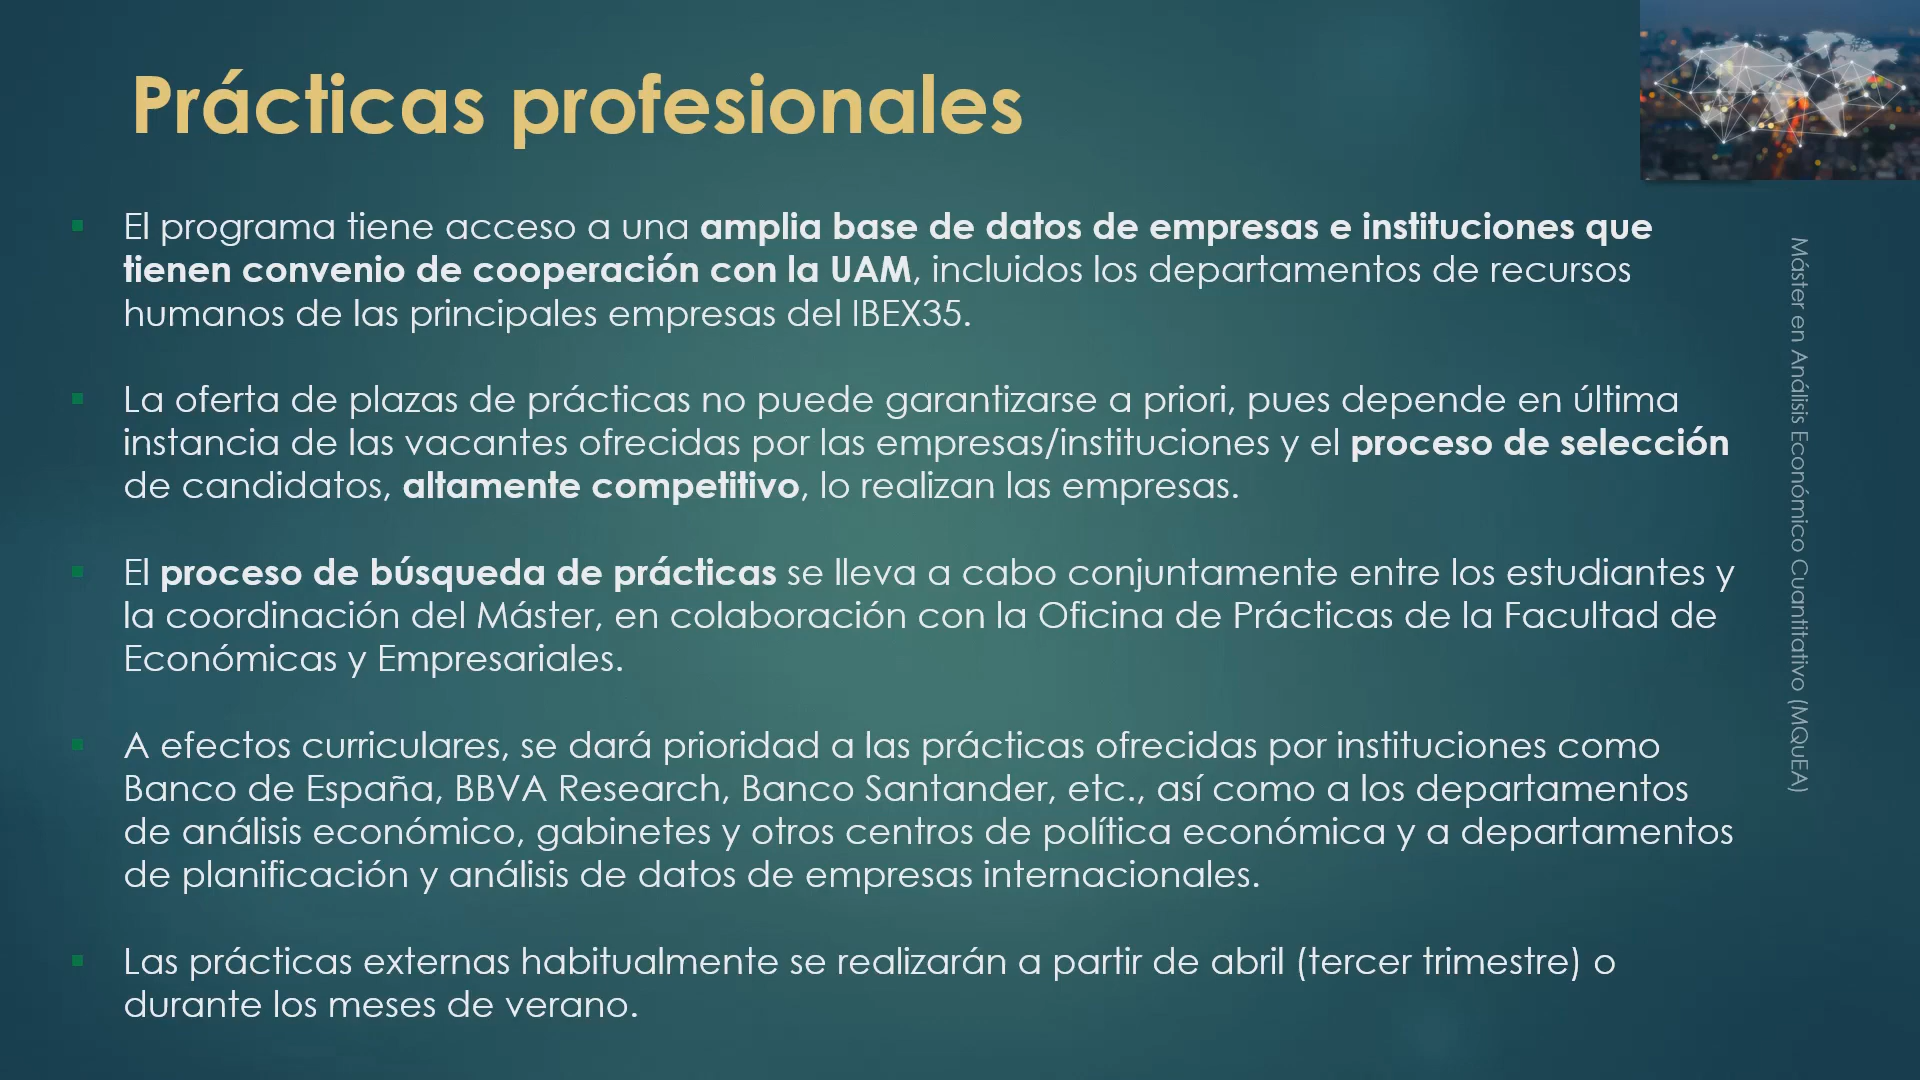 Prácticas profesionales
El programa tiene acceso a una amplia base de datos de empresas e instituciones que
tienen convenio de cooperación con la UAM, incluidos los departamentos de recursos
humanos de las principales empresas del IBEX35.
La oferta de plazas de prácticas no puede garantizarse a priori, pues depende en última
instancia de las vacantes ofrecidas por las empresas/instituciones y el proceso de selección
de candidatos, altamente competitivo, lo realizan las empresas.
El proceso de búsqueda de prácticas se lleva a cabo conjuntamente entre los estudiantes y
la coordinación del Máster, en colaboración con la Oficina de Prácticas de la Facultad de
Económicas y Empresariales.
A efectos curriculares, se dará prioridad a las prácticas ofrecidas por instituciones como
Banco de España, BBVA Research, Banco Santander, etc., así como a los departamentos
de análisis económico, gabinetes y otros centros de política económica y a departamentos
de planificación y análisis de datos de empresas internacionales.
Las prácticas externas habitualmente se realizarán a partir de abril (tercer trimestre) o
durante los meses de verano.
Máster en Análisis Económico Cuantitativo (MQuEA)